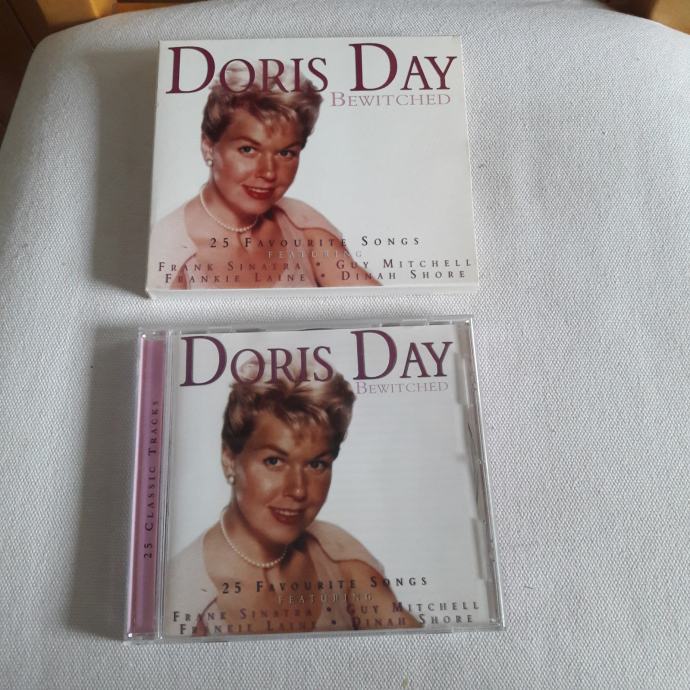 DORIS DAY
BEWITCHED
25 FAVOURITE SONGS
FEATURING
FRANK SINATRA • GUY MITCHELL
FRANKIE LAINE • DINAH SHORE
25 CLASSIC TRACKS
DORIS DAY
BEWITCHED
25 FAVOURITE SONGS
FEATURING
FRANK SINATRA • GUY MITCHELL
FRANKIE LAINE • DINAH SHORE